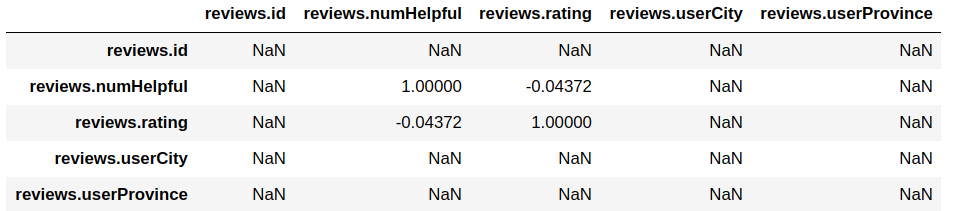 reviews.id reviews.numHelpful reviews.rating reviews.userCity reviews.userProvince
reviews.id NaN NaN NaN NaN NaN
reviews.numHelpful NaN 1.00000 -0.04372 NaN NaN
reviews.rating NaN -0.04372 1.00000 NaN NaN
reviews.userCity NaN NaN NaN NaN NaN
reviews.userProvince NaN NaN NaN NaN NaN